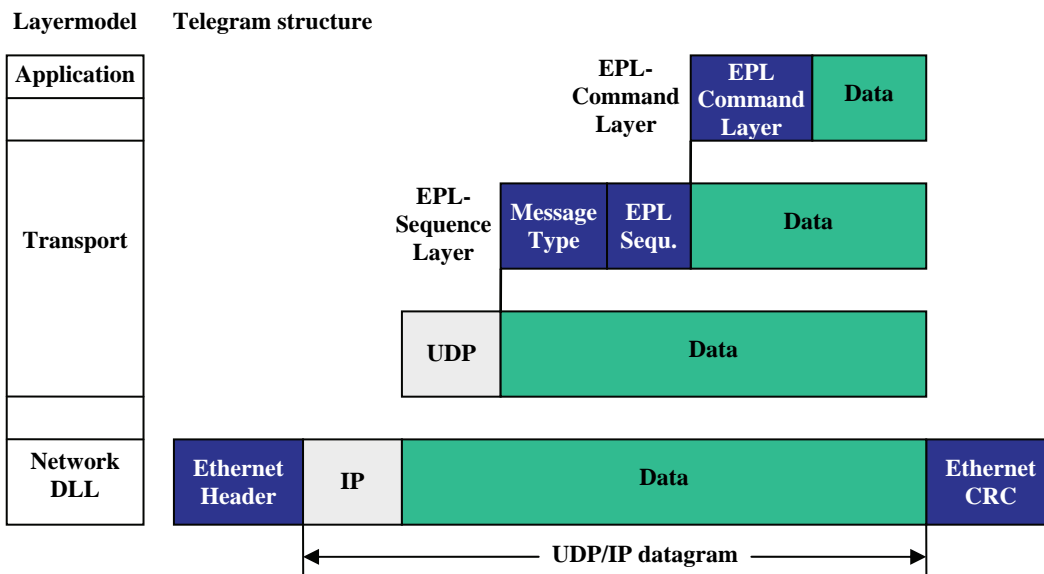 Layermodel Telegram structure
Application
EPL-
Command
Layer
EPL
Command
Layer
Data
Transport
EPL-
Sequence
Layer
Message
Type
EPL
Sequ.
Data
UDP
Data
Network
DLL
Ethernet
Header
IP
Data
Ethernet
CRC
UDP/IP datagram